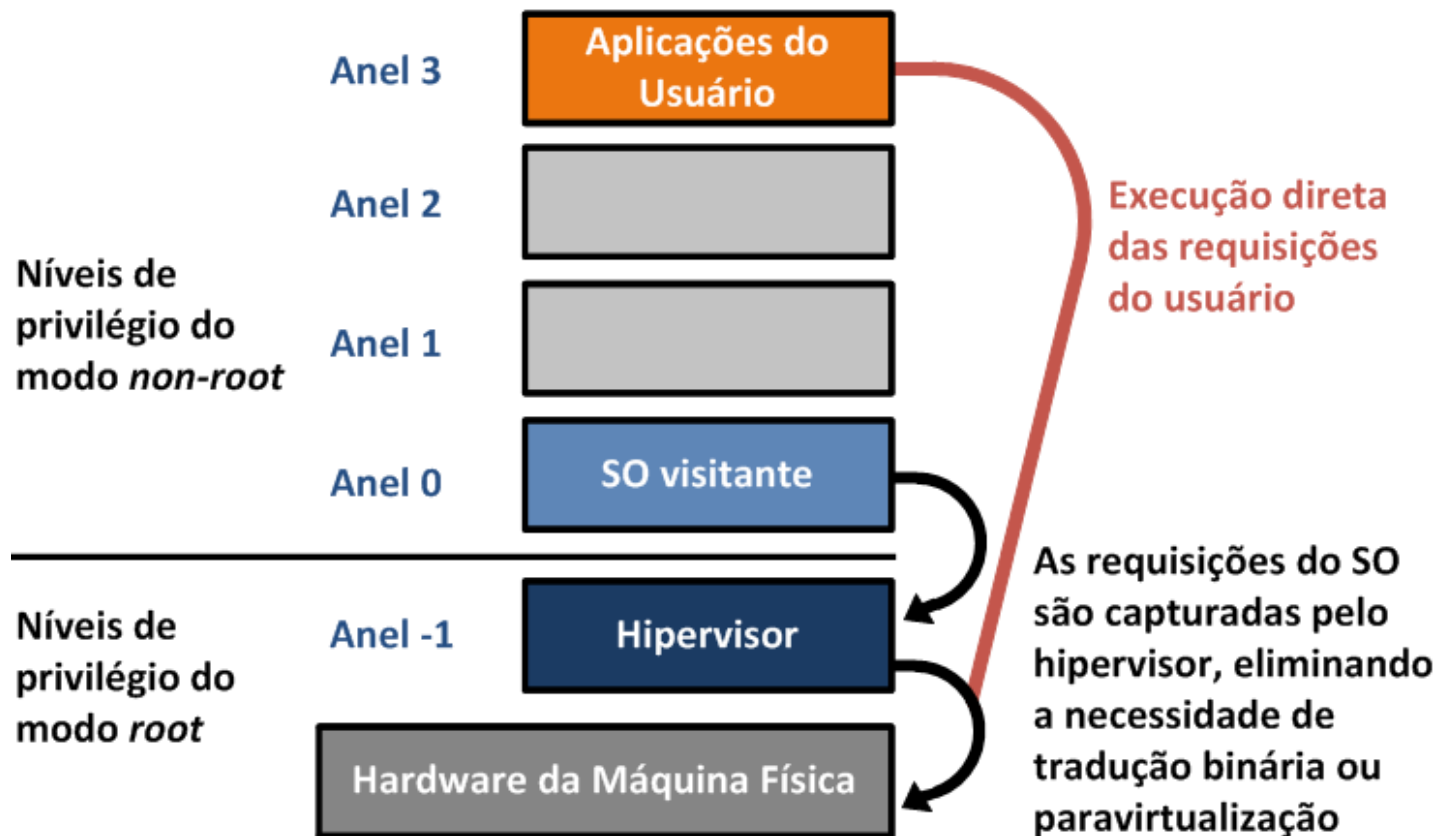 Anel 3
Aplicações do
Usuário
Anel 2
Execução direta
das requisições
do usuário
Níveis de
privilégio do
modo non-root
Anel 1
Anel 0
SO visitante
Níveis de
privilégio do
modo root
Anel -1
Hipervisor
Hardware da Máquina Física
As requisições do SO
são capturadas pelo
hipervisor, eliminando
a necessidade de
tradução binária ou
paravirtualização